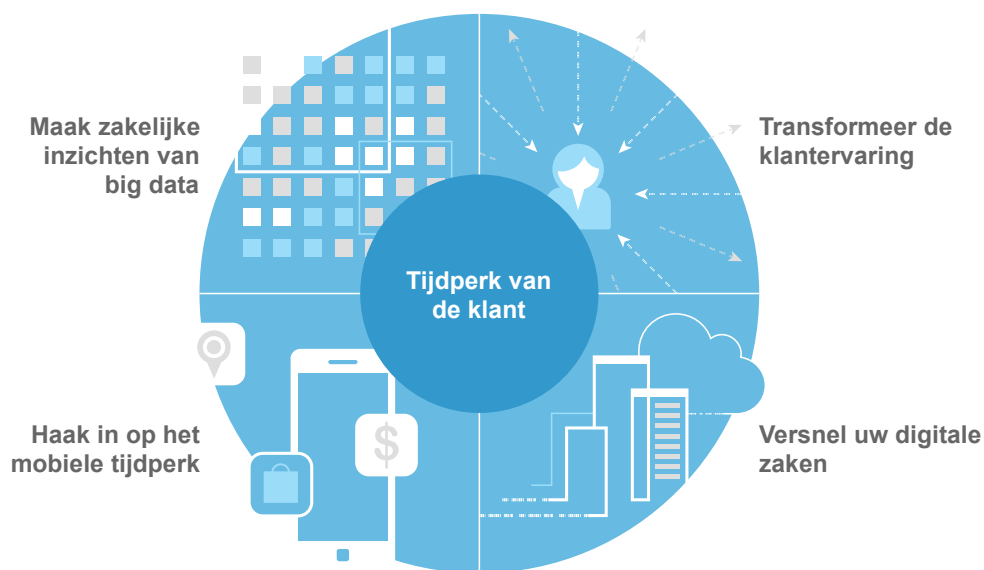 Maak zakelijke
inzichten van
big data
Transformeer de
klantervaring
Tijdperk van
de klant
Haak in op het
mobiele tijdperk
$
Versnel uw digitale
zaken